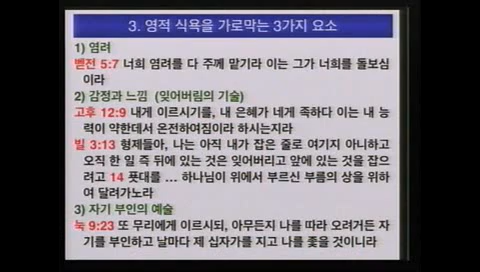 3. 영적 식욕을 가로막는 3가지 요소
1) 염려
벧전 5:7 너희 염려를 다 주께 맡기라 이는 그가 너희를 돌보심
이라
2) 감정과 느낌 (잊어버림의 기술)
고후 12:9 내게 이르시기를, 내 은혜가 네게 족하다 이는 내 능
력이 약한데서 온전하여짐이라 하시는지라
빌 3:13 형제들아, 나는 아직 내가 잡은 줄로 여기지 아니하고
오직 한 일 즉 뒤에 있는 것은 잊어버리고 앞에 있는 것을 잡으
려고 14 푯대를 … 하나님이 위에서 부르신 부름의 상을 위하
여 달려가노라
3) 자기 부인의 예술
눅 9:23 또 무리에게 이르시되, 아무든지 나를 따라 오려거든 자
기를 부인하고 날마다 제 십자가를 지고 나를 좇을 것이니라